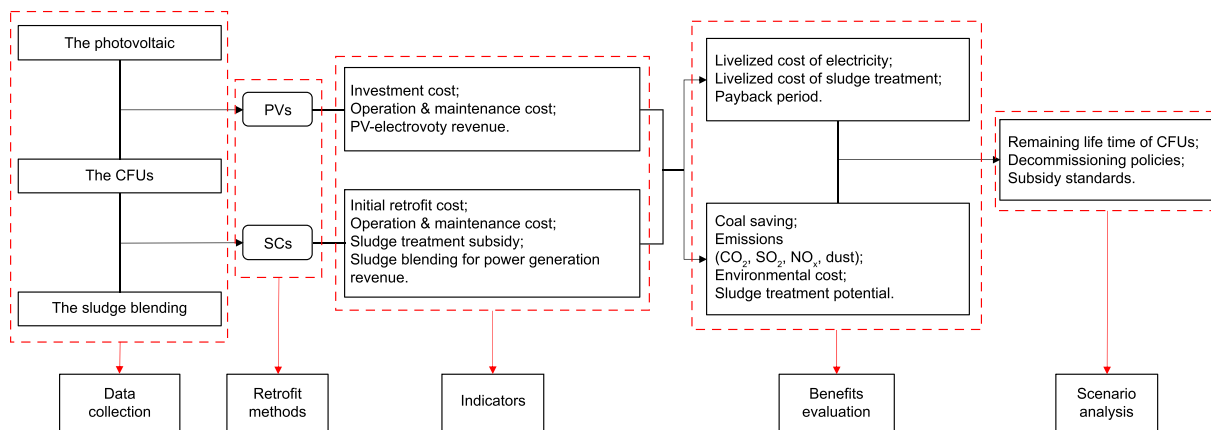 The photovoltaic
The CFUs
The sludge blending
PVs
SCs
Investment cost;
Operation & maintenance cost;
PV-electrovoty revenue.
Initial retrofit cost;
Operation & maintenance cost;
Sludge treatment subsidy;
Sludge blending for power generation
revenue.
Livelized cost of electricity;
Livelized cost of sludge treatment;
Payback period.
Coal saving;
Emissions
(CO₂, SO₂, NOₓ, dust);
Environmental cost;
Sludge treatment potential.
Remaining life time of CFUs;
Decommissioning policies;
Subsidy standards.
Data
collection
Retrofit
methods
Indicators
Benefits
evaluation
Scenario
analysis